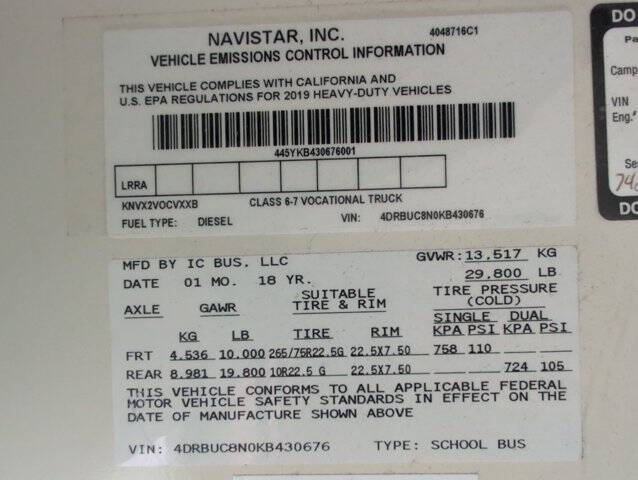 NAVISTAR, INC. 4048716C1
VEHICLE EMISSIONS CONTROL INFORMATION
THIS VEHICLE COMPLIES WITH CALIFORNIA AND
U.S. EPA REGULATIONS FOR 2019 HEAVY-DUTY VEHICLES
445YKB430676001
LRRA
KNVX2VOCVXXB CLASS 6-7 VOCATIONAL TRUCK
FUEL TYPE: DIESEL VIN: 4DRBUC8N0KB430676
MFD BY IC BUS, LLC GVWR: 13,517 KG
DATE 01 MO. 18 YR. 29,800 LB
AXLE GAWR SUITABLE TIRE & RIM TIRE PRESSURE (COLD)
SINGLE DUAL
KG LB TIRE RIM KPA PSI KPA PSI
FRT 4,536 10,000 265/75R22.5G 22.5X7.50 758 110
REAR 8,981 19,800 10R22.5 G 22.5X7.50 724 105
THIS VEHICLE CONFORMS TO ALL APPLICABLE FEDERAL
MOTOR VEHICLE SAFETY STANDARDS IN EFFECT ON THE
DATE OF MANUFACTURE SHOWN ABOVE
VIN: 4DRBUC8N0KB430676 TYPE: SCHOOL BUS
DO
Pa
Camp
VIN
Eng.
Se
DO